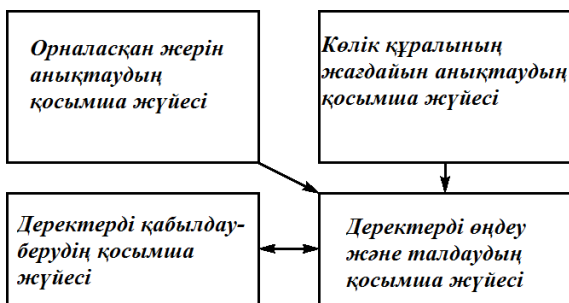 Орналасқан жерін
анықтаудың
қосымша жүйесі
Көлік құралының
жағдайын анықтаудың
қосымша жүйесі
Деректерді қабылдау-
берудің қосымша
жүйесі
Деректерді өңдеу
және талдаудың
қосымша жүйесі